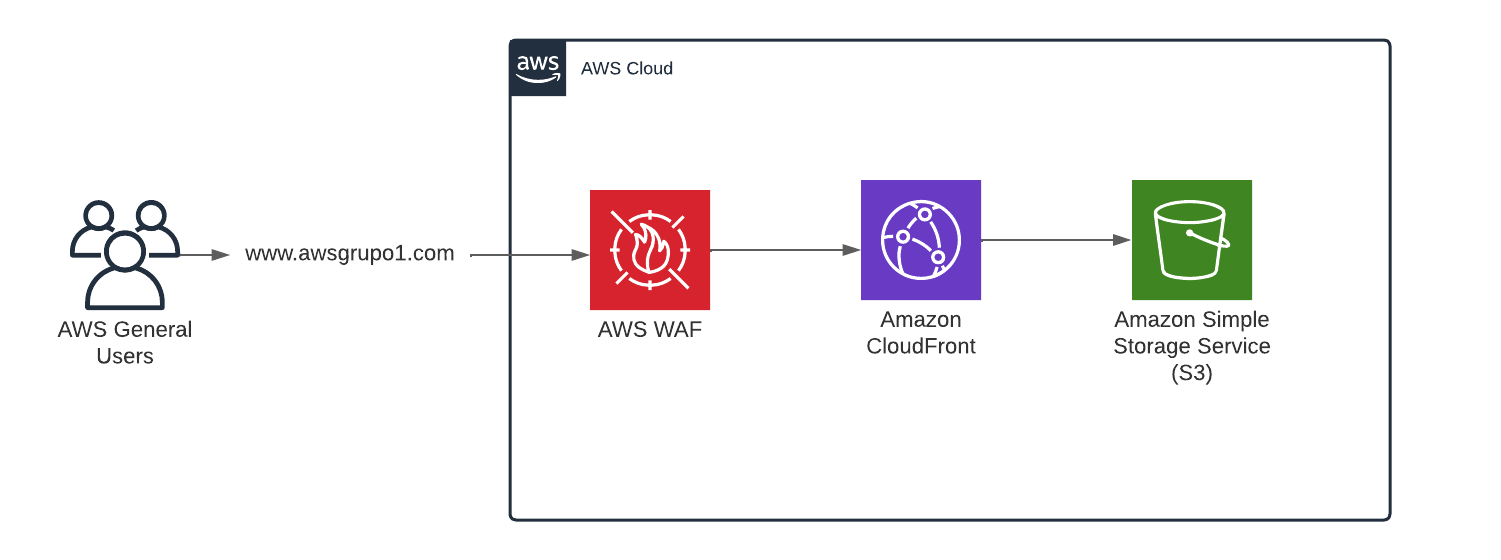 aws
AWS Cloud
www.awsgrupo1.com
AWS General
Users
AWS WAF
Amazon
CloudFront
Amazon Simple
Storage Service
(S3)